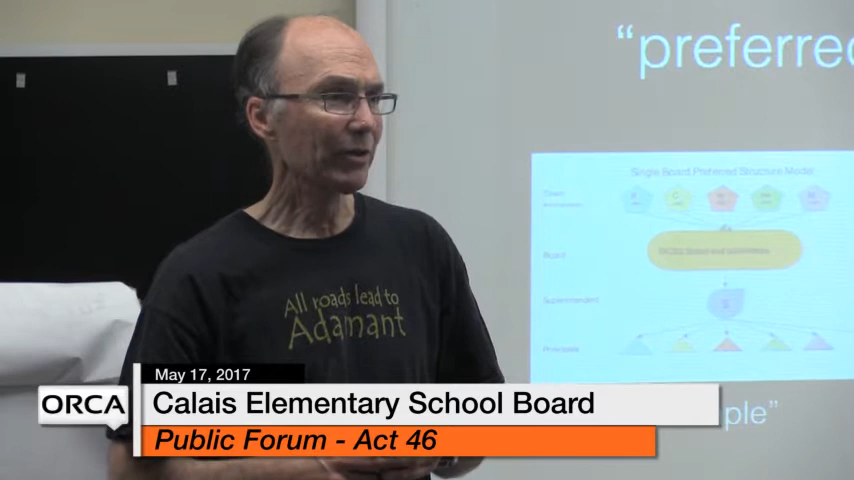 “preferred
Single Board Preferred Structure Model
Board
Superintendent
Principals
All roads lead to
Adamant
May 17, 2017
ORCA
Calais Elementary School Board
ple”
Public Forum - Act 46